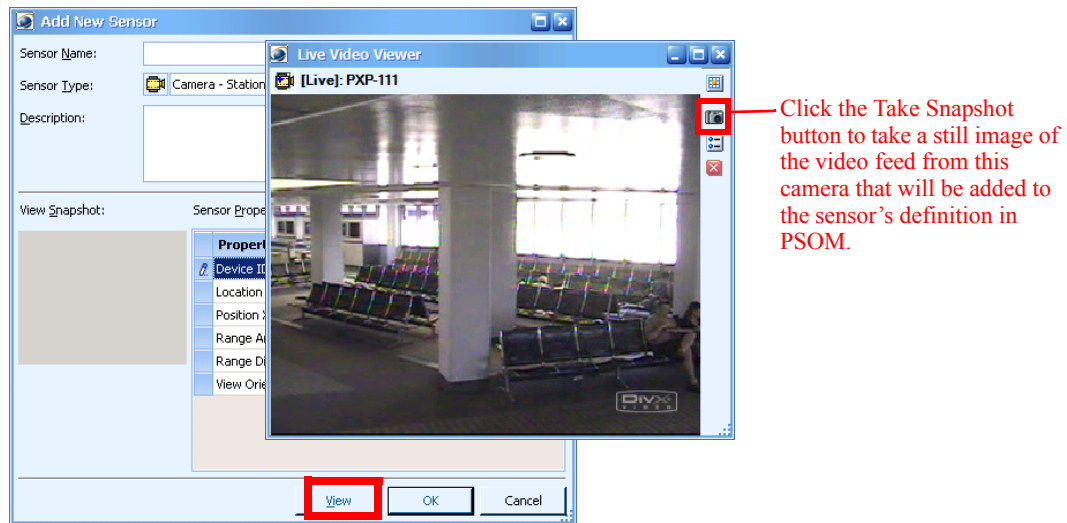 Add New Sensor
Sensor Name:
Sensor Type:
Camera - Station
Description:
View Snapshot:
Sensor Prope
Propert
Device ID
Location
Position
Range
Range Di
View Orie
View
OK
Cancel
Live Video Viewer
[Live]: PXP-111
DIVX
VIDEO
Click the Take Snapshot
button to take a still image of
the video feed from this
camera that will be added to
the sensor’s definition in
PSOM.